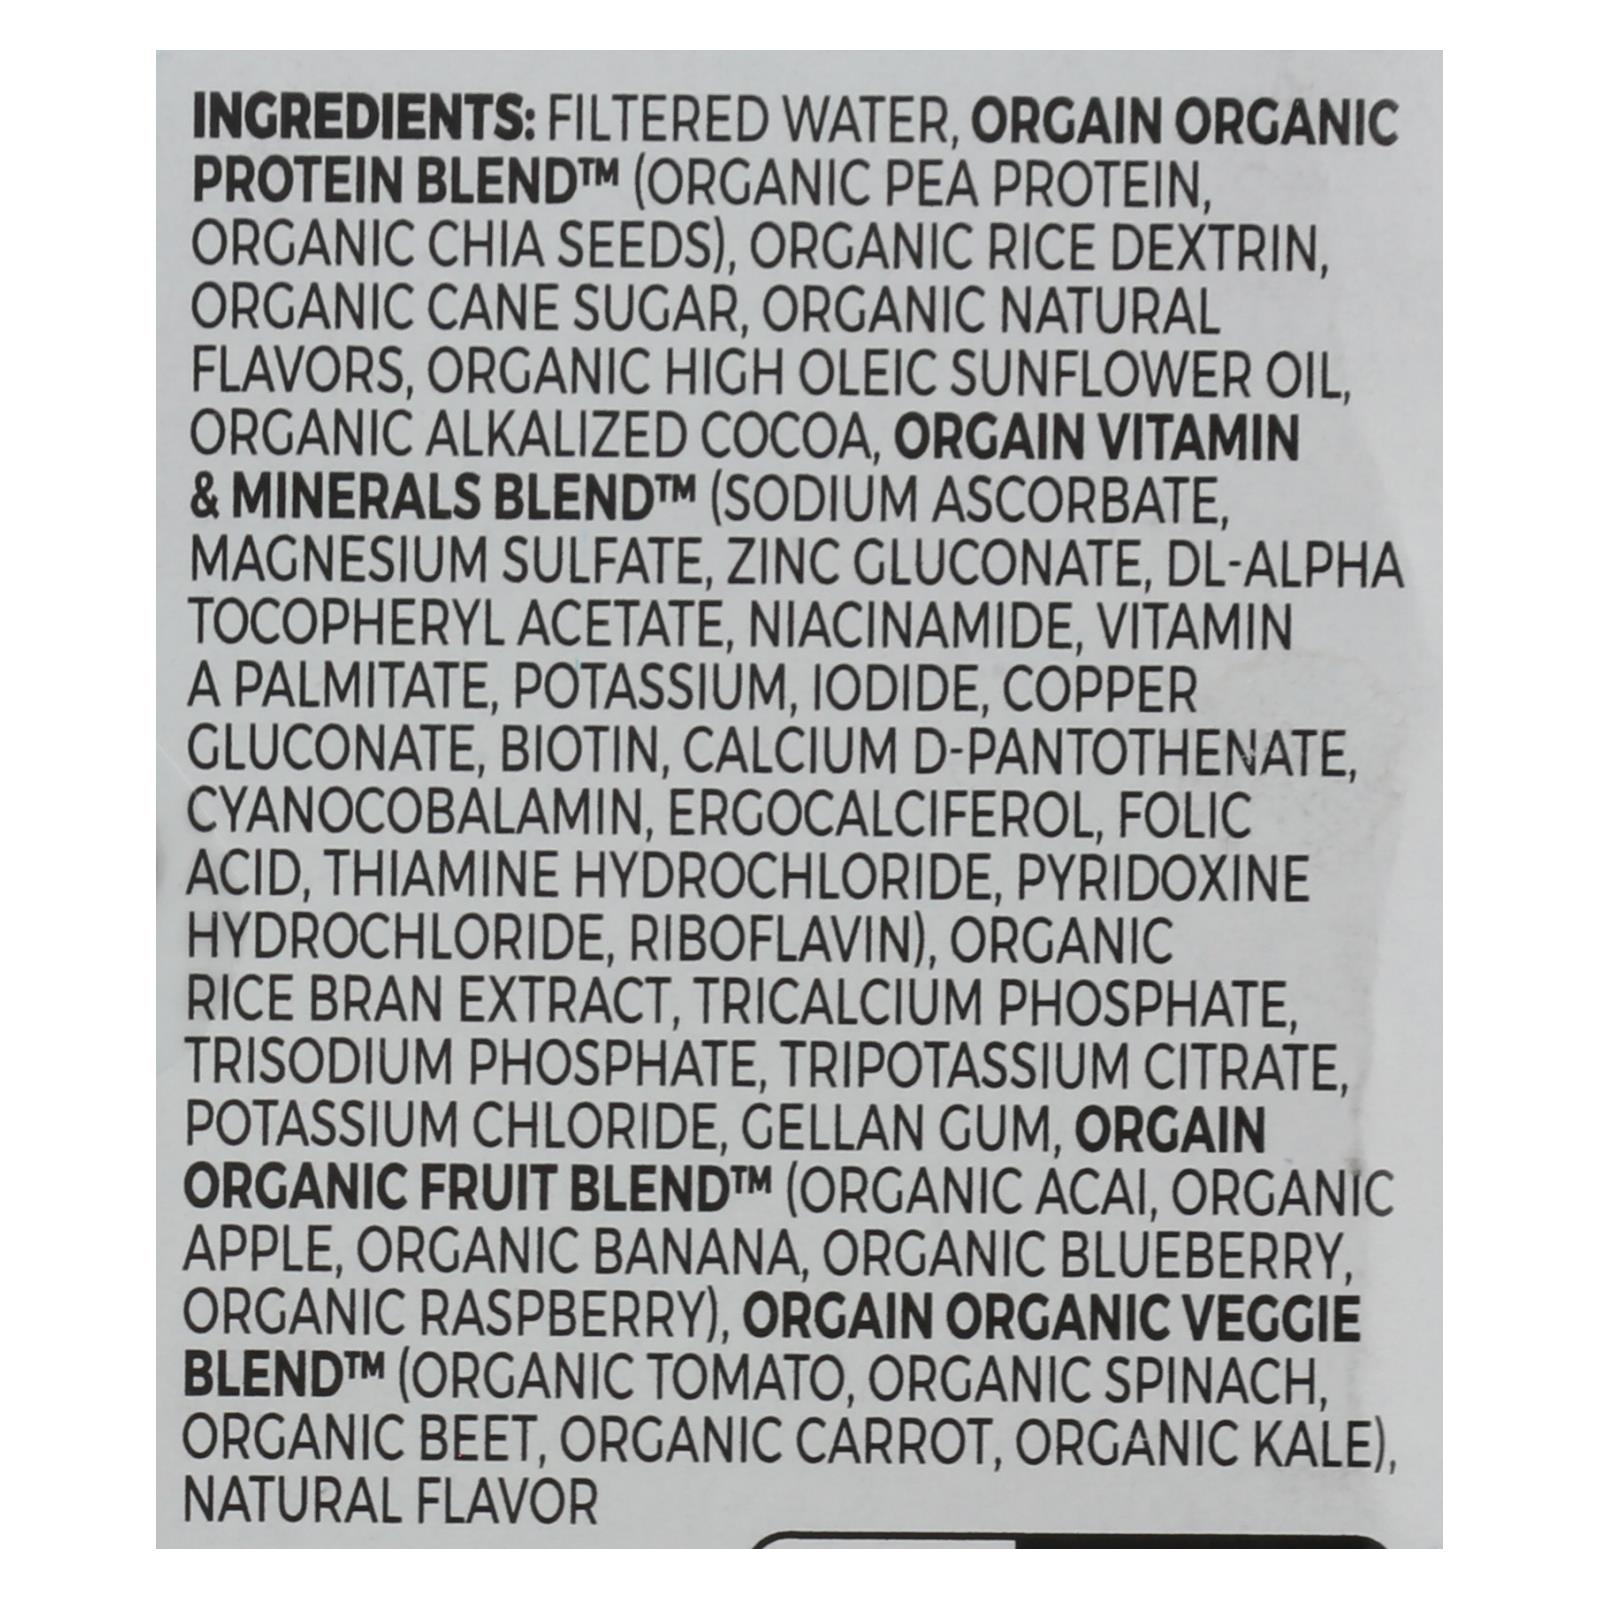 INGREDIENTS: FILTERED WATER, ORGAIN ORGANIC
PROTEIN BLEND™ (ORGANIC PEA PROTEIN,
ORGANIC CHIA SEEDS), ORGANIC RICE DEXTRIN,
ORGANIC CANE SUGAR, ORGANIC NATURAL
FLAVORS, ORGANIC HIGH OLEIC SUNFLOWER OIL,
ORGANIC ALKALIZED COCOA, ORGAIN VITAMIN
& MINERALS BLEND™ (SODIUM ASCORBATE,
MAGNESIUM SULFATE, ZINC GLUCONATE, DL-ALPHA
TOCOPHERYL ACETATE, NIACINAMIDE, VITAMIN
A PALMITATE, POTASSIUM, IODIDE, COPPER
GLUCONATE, BIOTIN, CALCIUM D-PANTOTHENATE,
CYANOCOBALAMIN, ERGOCALCIFEROL, FOLIC
ACID, THIAMINE HYDROCHLORIDE, PYRIDOXINE
HYDROCHLORIDE, RIBOFLAVIN), ORGANIC
RICE BRAN EXTRACT, TRICALCIUM PHOSPHATE,
TRISODIUM PHOSPHATE, TRIPOTASSIUM CITRATE,
POTASSIUM CHLORIDE, GELLAN GUM, ORGAIN
ORGANIC FRUIT BLEND™ (ORGANIC ACAI, ORGANIC
APPLE, ORGANIC BANANA, ORGANIC BLUEBERRY,
ORGANIC RASPBERRY), ORGAIN ORGANIC VEGGIE
BLEND™ (ORGANIC TOMATO, ORGANIC SPINACH,
ORGANIC BEET, ORGANIC CARROT, ORGANIC KALE),
NATURAL FLAVOR